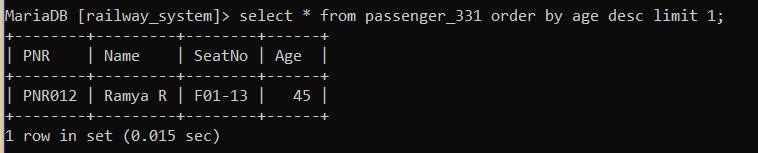 MariaDB [railway_system]> select * from passenger_331 order by age desc limit 1;
+--------+---------+--------+------+
| PNR    | Name    | SeatNo | Age  |
+--------+---------+--------+------+
| PNR012 | Ramya R | F01-13 |   45 |
+--------+---------+--------+------+
1 row in set (0.015 sec)